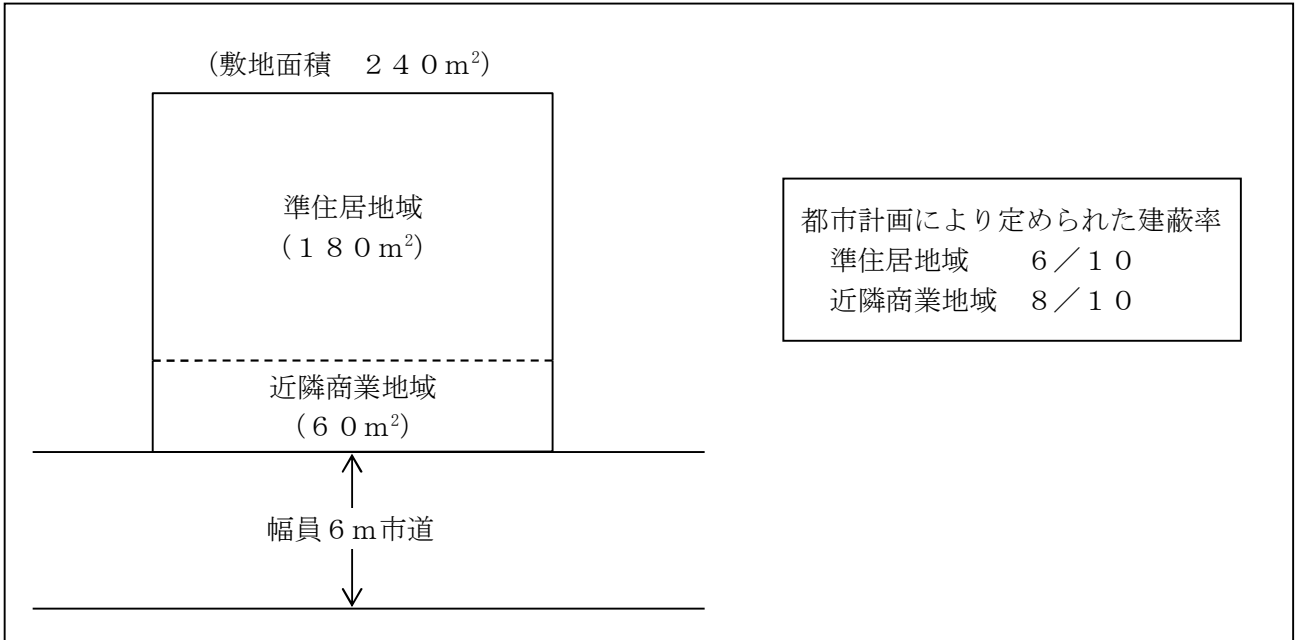 (敷地面積　２４０m²)
準住居地域
(１８０m²)
都市計画により定められた建蔽率
準住居地域　　６／１０
近隣商業地域　８／１０
近隣商業地域
(６０m²)
幅員６m市道